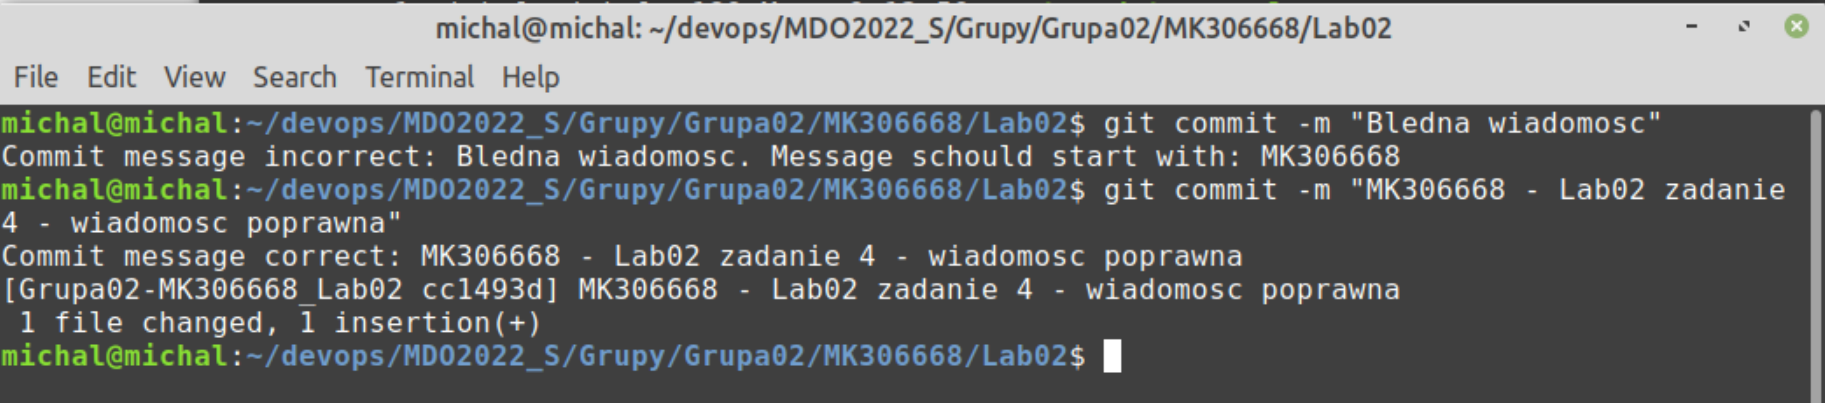 michal@michal: ~/devops/MDO2022_S/Grupy/Grupa02/MK306668/Lab02
File Edit View Search Terminal Help
michal@michal:~/devops/MDO2022_S/Grupy/Grupa02/MK306668/Lab02$ git commit -m "Bledna wiadomosc"
Commit message incorrect: Bledna wiadomosc. Message schould start with: MK306668
michal@michal:~/devops/MDO2022_S/Grupy/Grupa02/MK306668/Lab02$ git commit -m "MK306668 - Lab02 zadanie
4 - wiadomosc poprawna"
Commit message correct: MK306668 - Lab02 zadanie 4 - wiadomosc poprawna
[Grupa02-MK306668_Lab02 cc1493d] MK306668 - Lab02 zadanie 4 - wiadomosc poprawna
 1 file changed, 1 insertion(+)
michal@michal:~/devops/MDO2022_S/Grupy/Grupa02/MK306668/Lab02$